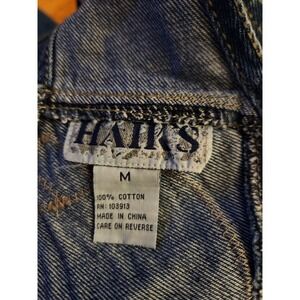 HAIKS
M
100% COTTON
RN: 103913
MADE IN CHINA
CARE ON REVERSE